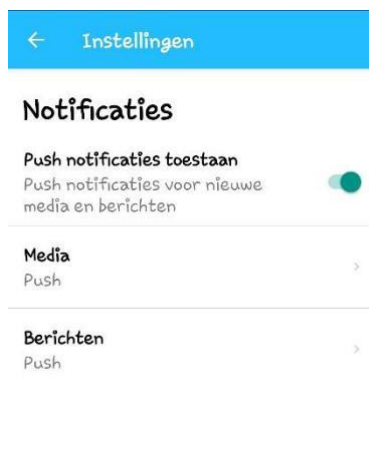 Instellingen
Notificaties
Push notificaties toestaan
Push notificaties voor nieuwe
media en berichten
Media
Push
Berichten
Push